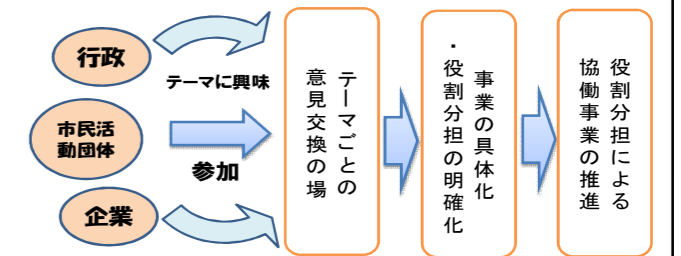 行政
市民活
動団体
企業
テーマに興味
参加
テーマごとの
意見交換の場
事業の具体化
・役割分担の明確化
役割分担による
協働事業の推進